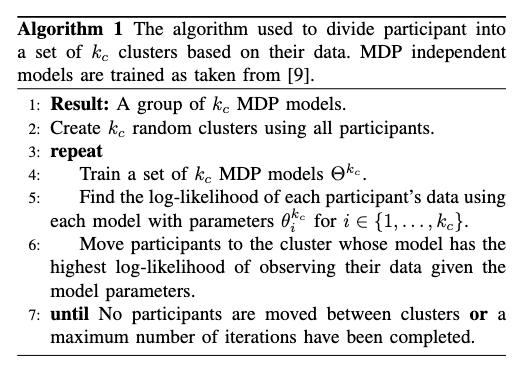 Algorithm 1 The algorithm used to divide participant into
a set of k_c clusters based on their data. MDP independent
models are trained as taken from [9].
1: Result: A group of k_c MDP models.
2: Create k_c random clusters using all participants.
3: repeat
4: Train a set of k_c MDP models Θ^{k_c}.
5: Find the log-likelihood of each participant's data using
each model with parameters θ_i^{k_c} for i ∈ {1, . . . , k_c}.
6: Move participants to the cluster whose model has the
highest log-likelihood of observing their data given the
model parameters.
7: until No participants are moved between clusters or a
maximum number of iterations have been completed.